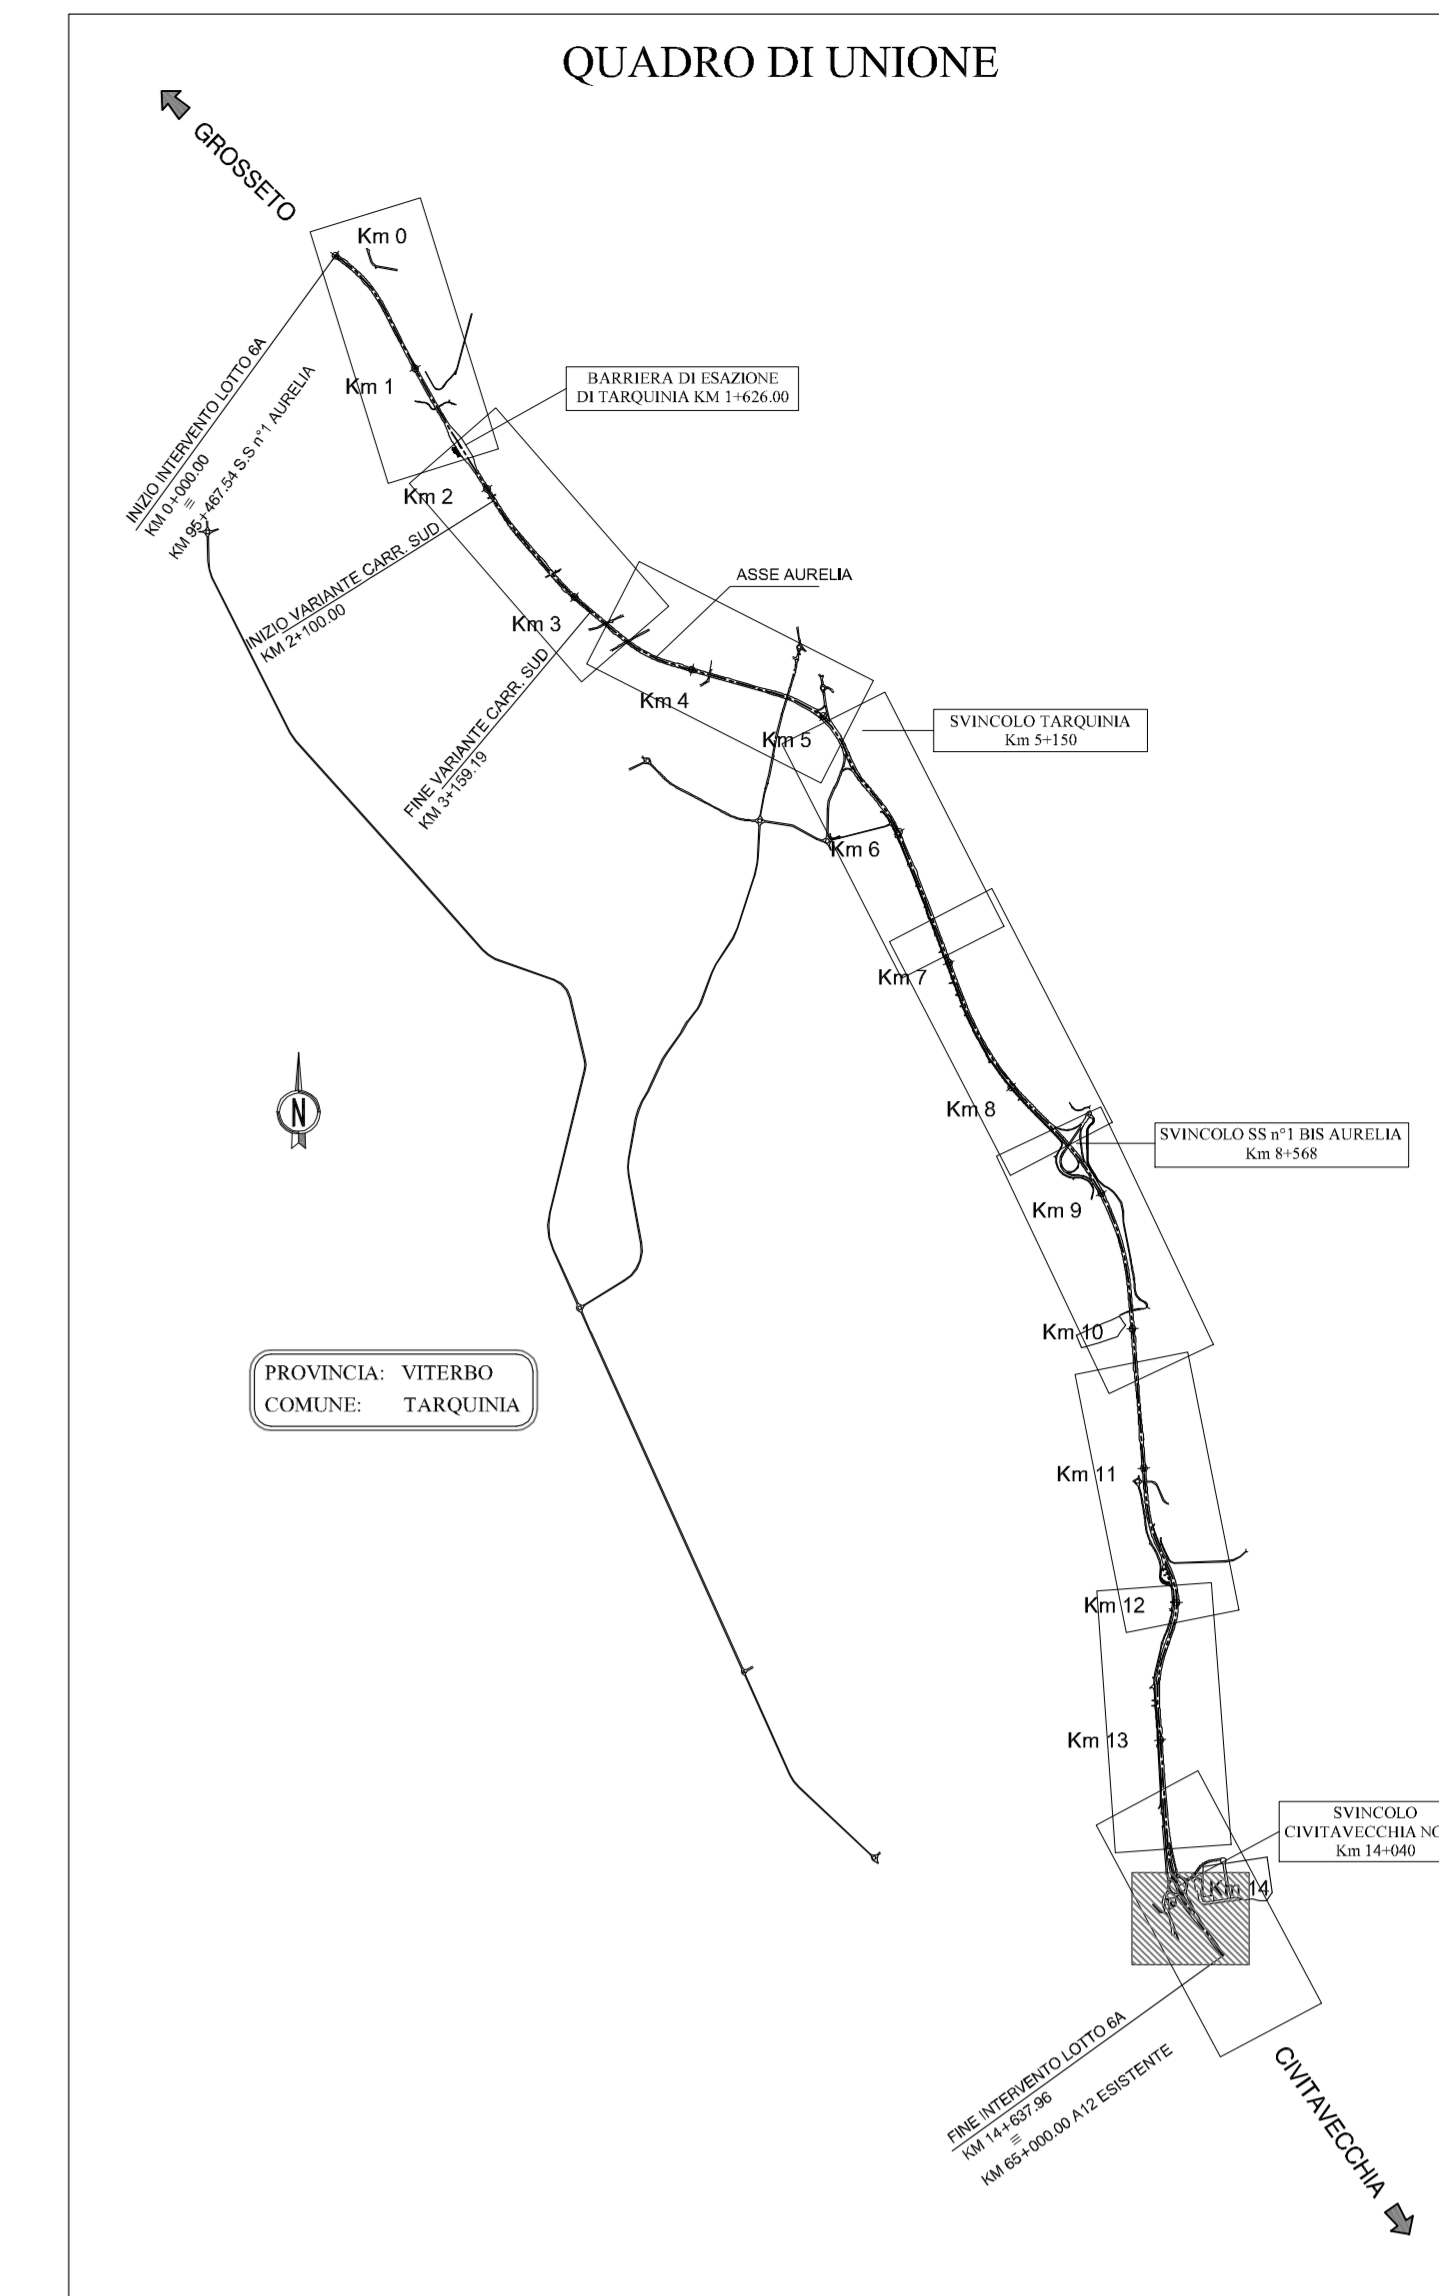 QUADRO DI UNIONE
GROSSETO
Km 0
INIZIO INTERVENTO LOTTO 6A
KM 0+000.00
≡
KM 95+467.54 S.S n°1 AURELIA
Km 1
BARRIERA DI ESAZIONE
DI TARQUINIA KM 1+626.00
Km 2
INIZIO VARIANTE CARR. SUD
KM 2+100.00
ASSE AURELIA
Km 3
FINE VARIANTE CARR. SUD
KM 3+159.19
Km 4
Km 5
SVINCOLO TARQUINIA
Km 5+150
Km 6
Km 7
N
Km 8
SVINCOLO SS n°1 BIS AURELIA
Km 8+568
Km 9
Km 10
PROVINCIA: VITERBO
COMUNE: TARQUINIA
Km 11
Km 12
Km 13
SVINCOLO
CIVITAVECCHIA
Km 14+040
Km 14
FINE INTERVENTO LOTTO 6A
KM 14+637.96
≡
KM 65+000.00 A12 ESISTENTE
CIVITAVECCHIA